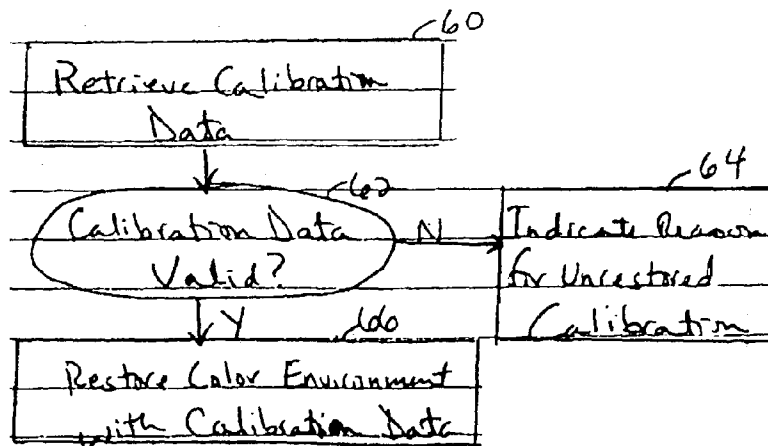 60
Retrieve Calibration
Data
62
Calibration Data
Valid?
N
64
Indicate Reason
for Unrestored
Calibration
Y
66
Restore Color Environment
with Calibration Data